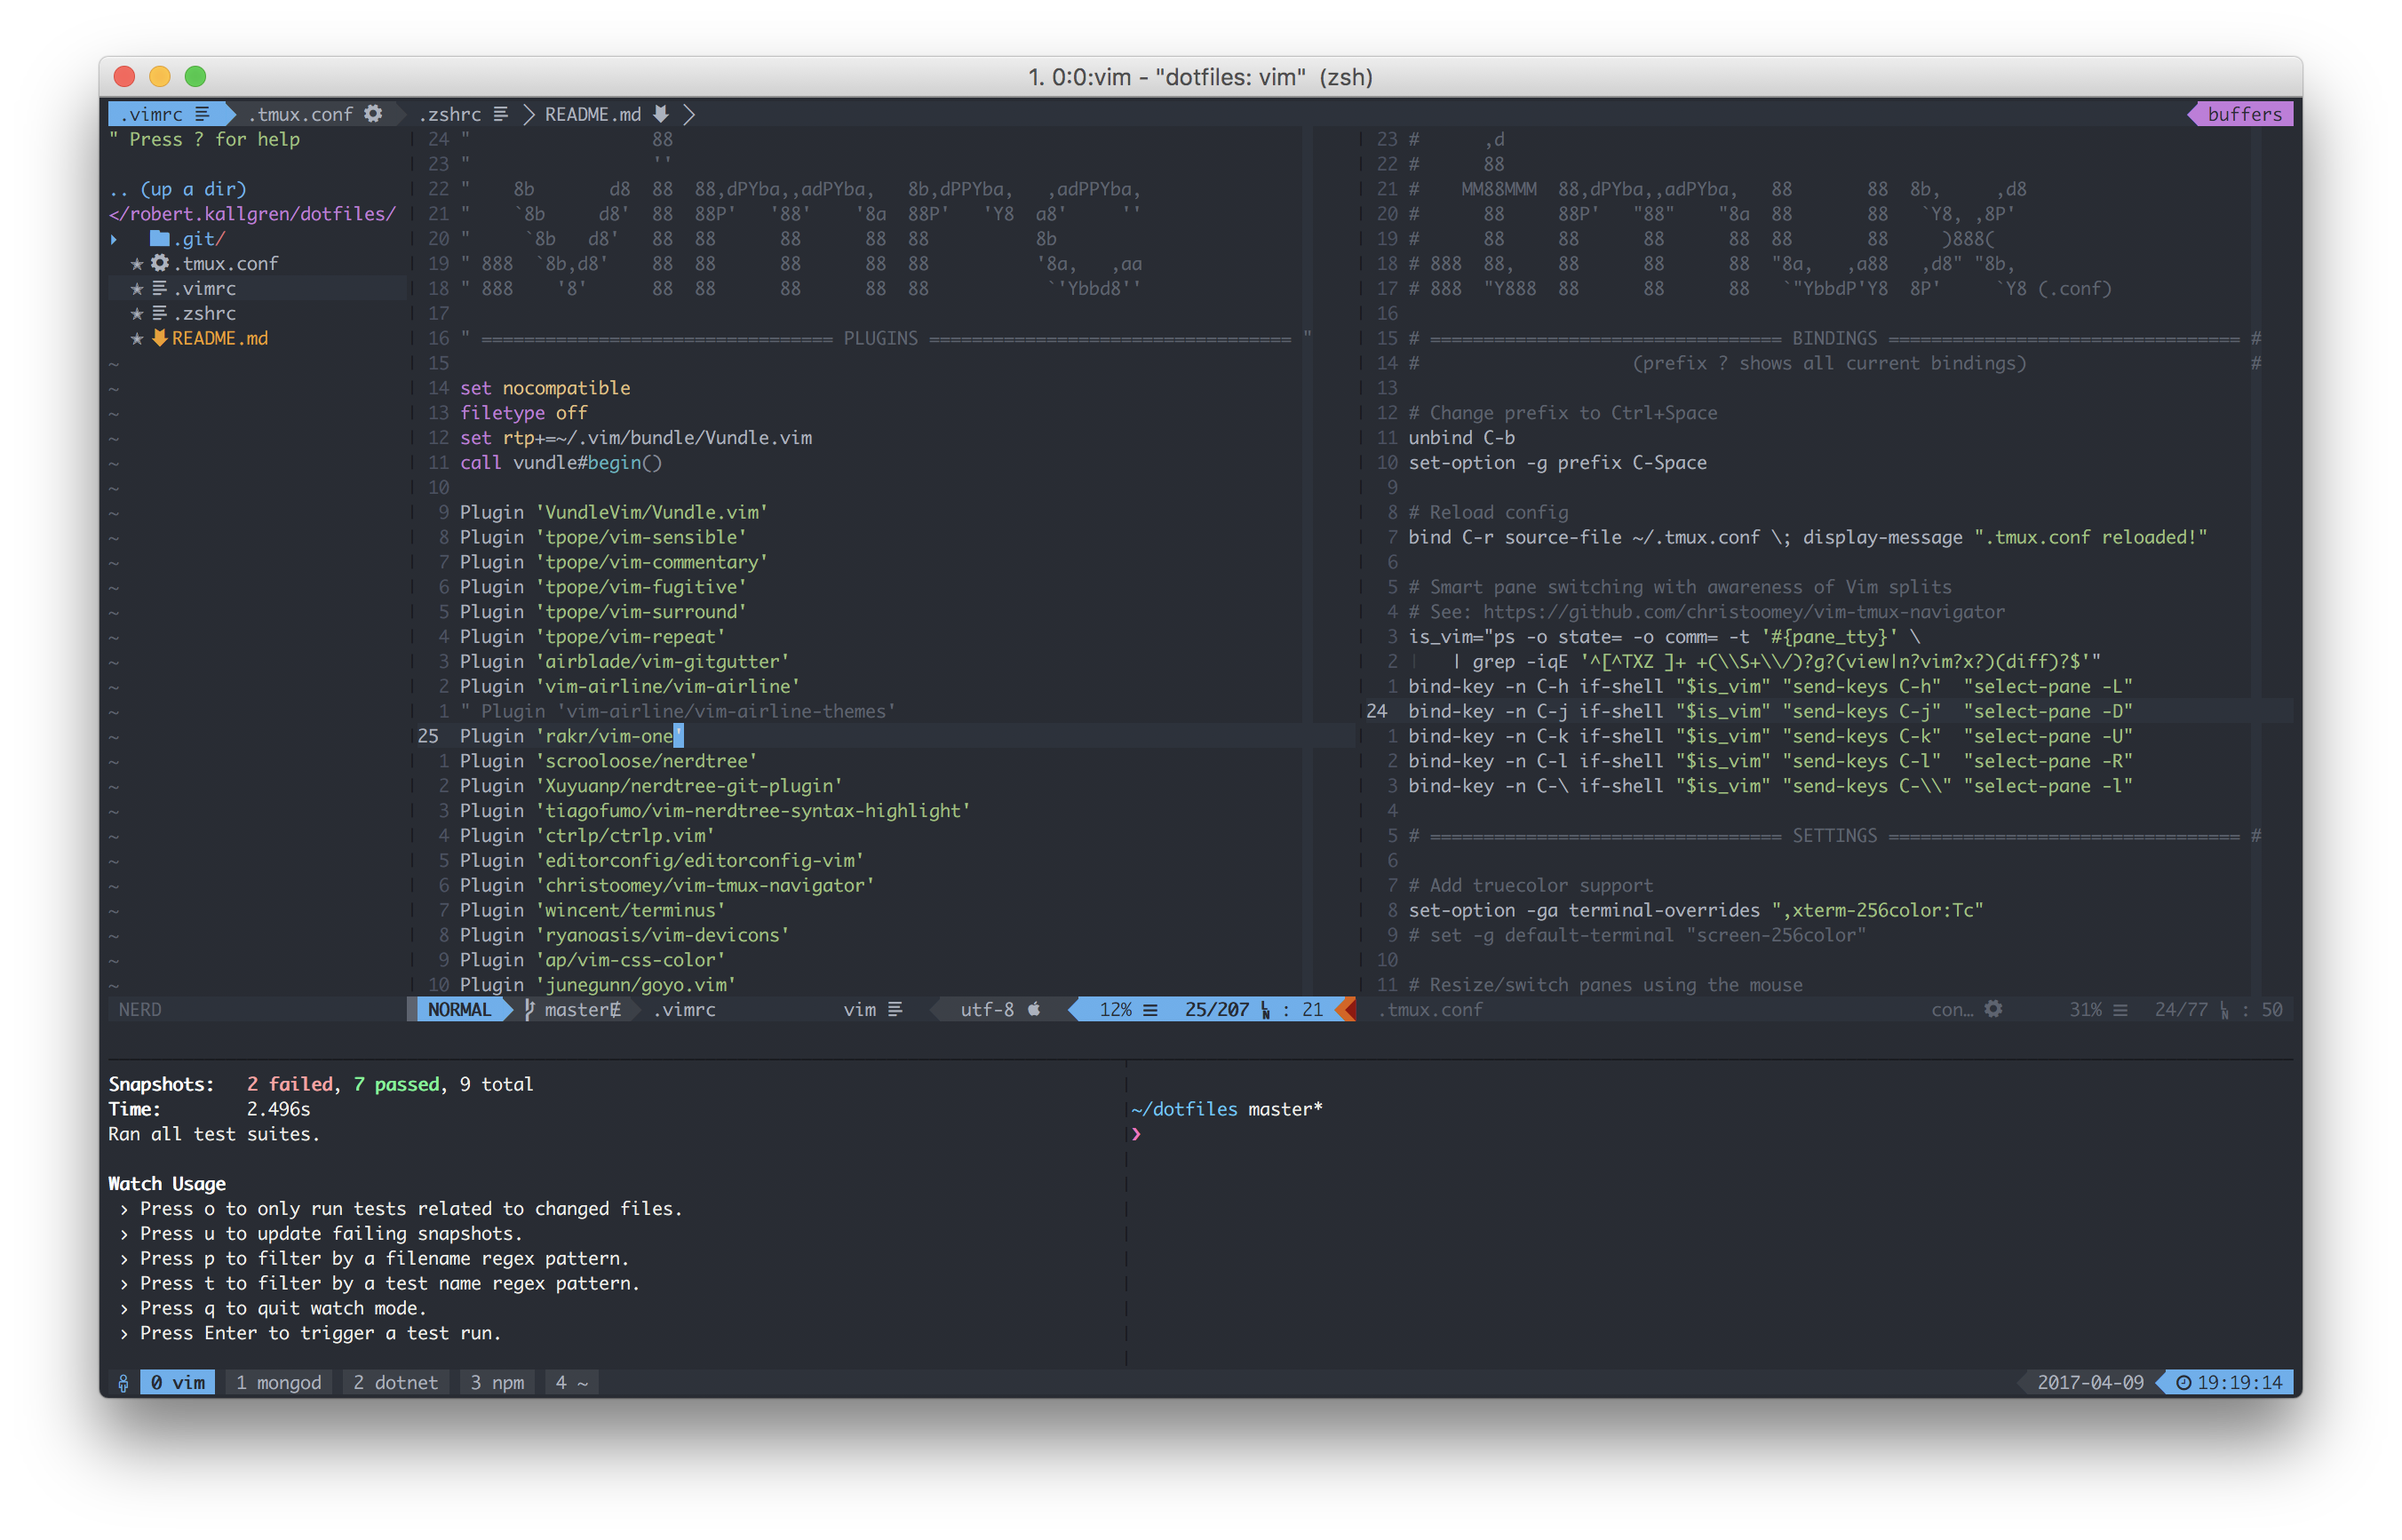 1. 0:0:vim - "dotfiles: vim" (zsh)
.vimrc .tmux.conf .zshrc README.md buffers
" Press ? for help
.. (up a dir)
</robert.kallgren/dotfiles/
.git/
.tmux.conf
.vimrc
.zshrc
README.md
NERD
24 "                  88
23 "                  ''
22 "    8b       d8  88  88,dPYba,,adPYba,   8b,dPPYba,   ,adPPYba,
21 "    `8b     d8'  88  88P'   '88'    '8a  88P'   'Y8  a8'     ''
20 "     `8b   d8'   88  88      88      88  88          8b
19 " 888  `8b,d8'    88  88      88      88  88          '8a,   ,aa
18 " 888    '8'      88  88      88      88  88           `'Ybbd8''
17
16 " ================================= PLUGINS ================================== "
15
14 set nocompatible
13 filetype off
12 set rtp+=~/.vim/bundle/Vundle.vim
11 call vundle#begin()
10
9 Plugin 'VundleVim/Vundle.vim'
8 Plugin 'tpope/vim-sensible'
7 Plugin 'tpope/vim-commentary'
6 Plugin 'tpope/vim-fugitive'
5 Plugin 'tpope/vim-surround'
4 Plugin 'tpope/vim-repeat'
3 Plugin 'airblade/vim-gitgutter'
2 Plugin 'vim-airline/vim-airline'
1 " Plugin 'vim-airline/vim-airline-themes'
25 Plugin 'rakr/vim-one'
1 Plugin 'scrooloose/nerdtree'
2 Plugin 'Xuyuanp/nerdtree-git-plugin'
3 Plugin 'tiagofumo/vim-nerdtree-syntax-highlight'
4 Plugin 'ctrlp/ctrlp.vim'
5 Plugin 'editorconfig/editorconfig-vim'
6 Plugin 'christoomey/vim-tmux-navigator'
7 Plugin 'wincent/terminus'
8 Plugin 'ryanoasis/vim-devicons'
9 Plugin 'ap/vim-css-color'
10 Plugin 'junegunn/goyo.vim'
NORMAL master .vimrc vim utf-8 12% 25/207 : 21
23 #      ,d
22 #      88
21 #    MM88MMM  88,dPYba,,adPYba,   88       88  8b,     ,d8
20 #      88     88P'   "88"    "8a  88       88   `Y8, ,8P'
19 #      88     88      88      88  88       88     )888(
18 # 888  88,    88      88      88  "8a,   ,a88   ,d8" "8b,
17 # 888  "Y888  88      88      88   `"YbbdP'Y8  8P'     `Y8 (.conf)
16
15 # ================================= BINDINGS ================================= #
14 #                    (prefix ? shows all current bindings)                     #
13
12 # Change prefix to Ctrl+Space
11 unbind C-b
10 set-option -g prefix C-Space
9
8 # Reload config
7 bind C-r source-file ~/.tmux.conf \; display-message ".tmux.conf reloaded!"
6
5 # Smart pane switching with awareness of Vim splits
4 # See: https://github.com/christoomey/vim-tmux-navigator
3 is_vim="ps -o state= -o comm= -t '#{pane_tty}' \
2 | grep -iqE '^[^TXZ ]+ +(\\S+\\/)?g?(view|n?vim?x?)(diff)?$'"
1 bind-key -n C-h if-shell "$is_vim" "send-keys C-h"  "select-pane -L"
24 bind-key -n C-j if-shell "$is_vim" "send-keys C-j"  "select-pane -D"
1 bind-key -n C-k if-shell "$is_vim" "send-keys C-k"  "select-pane -U"
2 bind-key -n C-l if-shell "$is_vim" "send-keys C-l"  "select-pane -R"
3 bind-key -n C-\ if-shell "$is_vim" "send-keys C-\\" "select-pane -l"
4
5 # ================================= SETTINGS ================================= #
6
7 # Add truecolor support
8 set-option -ga terminal-overrides ",xterm-256color:Tc"
9 # set -g default-terminal "screen-256color"
10
11 # Resize/switch panes using the mouse
.tmux.conf con… 31% 24/77 : 50
Snapshots:   2 failed, 7 passed, 9 total
Time:        2.496s
Ran all test suites.
Watch Usage
› Press o to only run tests related to changed files.
› Press u to update failing snapshots.
› Press p to filter by a filename regex pattern.
› Press t to filter by a test name regex pattern.
› Press q to quit watch mode.
› Press Enter to trigger a test run.
~/dotfiles master*
❯
0 vim 1 mongod 2 dotnet 3 npm 4 ~ 2017-04-09 19:19:14